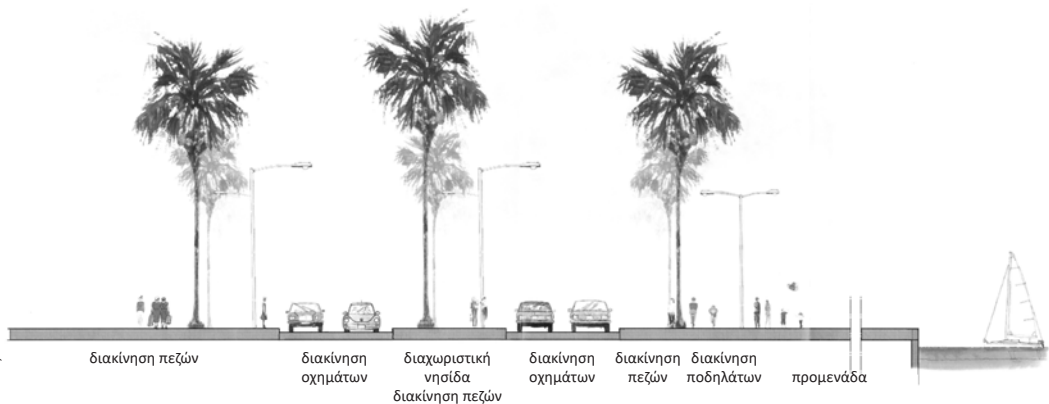 διακίνηση πεζών
διακίνηση
οχημάτων
διαχωριστική
νησίδα
διακίνηση πεζών
διακίνηση
οχημάτων
διακίνηση
πεζών
διακίνηση
ποδηλάτων
προμενάδα